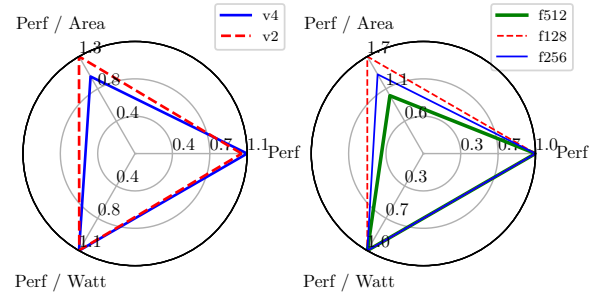 Perf / Area
v4
v2
1.3
0.8
0.4
0.4
0.7
1.1
Perf
0.4
0.8
1.1
Perf / Watt
Perf / Area
f512
f128
f256
1.7
1.1
0.6
0.3
0.7
1.0
Perf
0.3
0.7
1.0
Perf / Watt